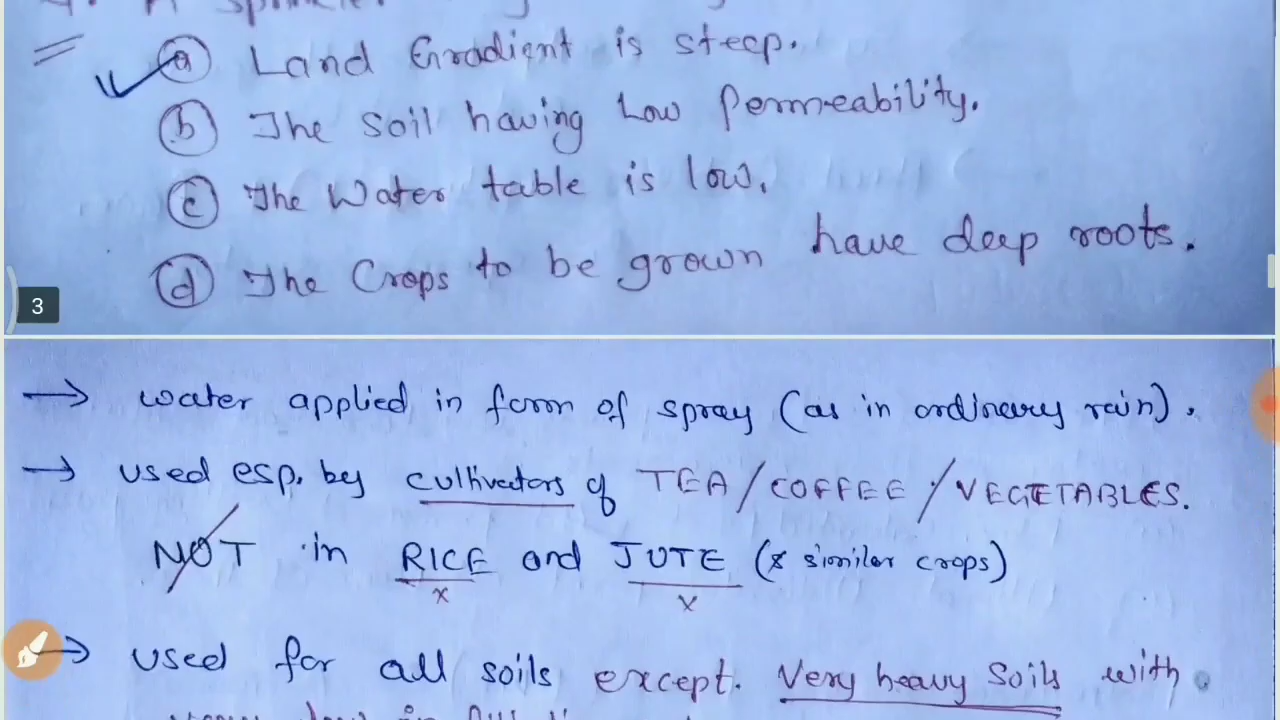 A sprinkler
(a) Land Gradient is steep.
(b) The Soil having Low Permeability.
(c) The Water table is low.
(d) The Crops to be grown have deep roots.
3
→ water applied in form of spray (as in ordinary rain).
→ used esp. by cultivators of TEA/COFFEE/VEGETABLES.
NOT in RICE and JUTE (& similar crops)
x x
→ used for all soils except. Very heavy Soils with